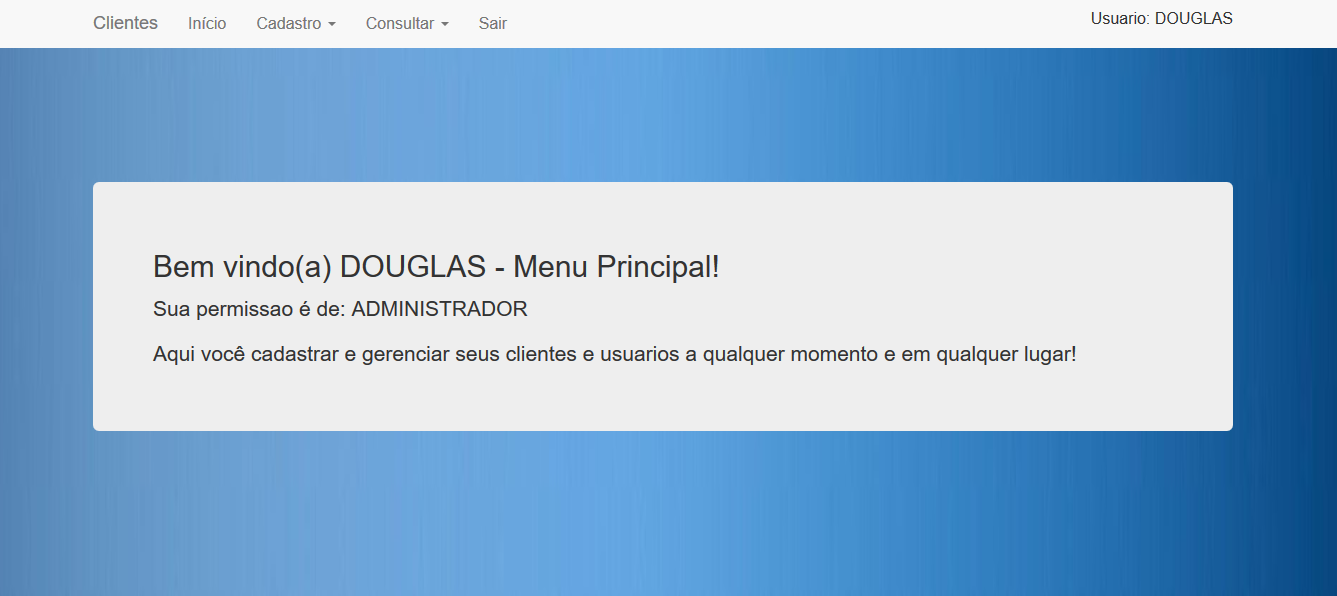 Clientes Início Cadastro Consultar Sair Usuario: DOUGLAS
Bem vindo(a) DOUGLAS - Menu Principal!
Sua permissao é de: ADMINISTRADOR
Aqui você cadastrar e gerenciar seus clientes e usuarios a qualquer momento e em qualquer lugar!